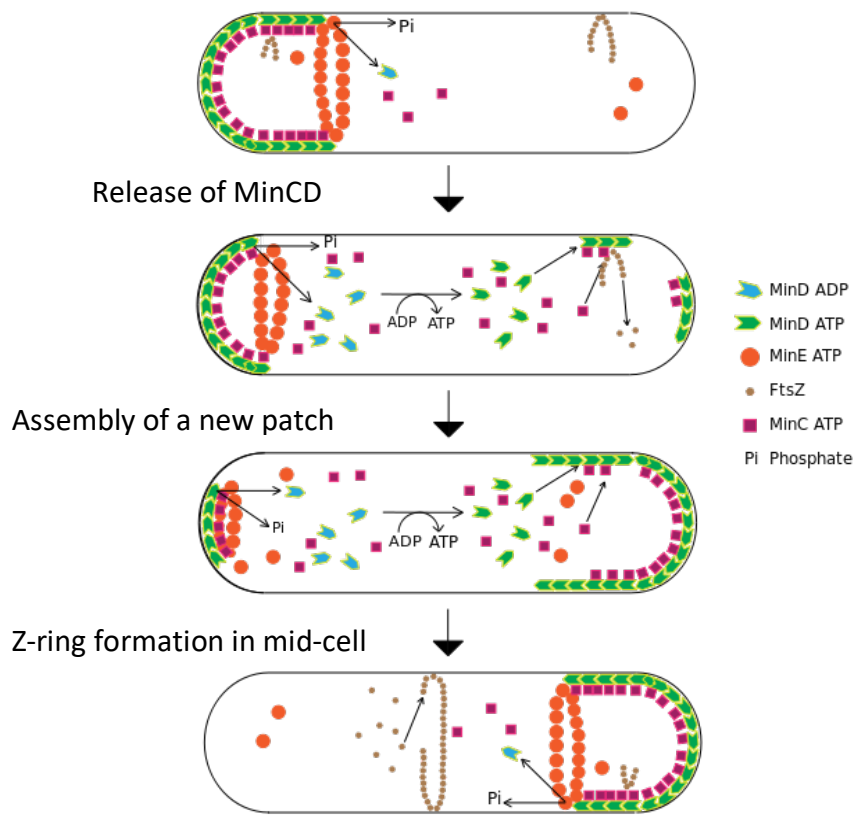 Pi
Release of MinCD
Pi
ADP ATP
MinD ADP
MinD ATP
MinE ATP
FtsZ
MinC ATP
Pi Phosphate
Assembly of a new patch
Pi
ADP ATP
Z-ring formation in mid-cell
Pi